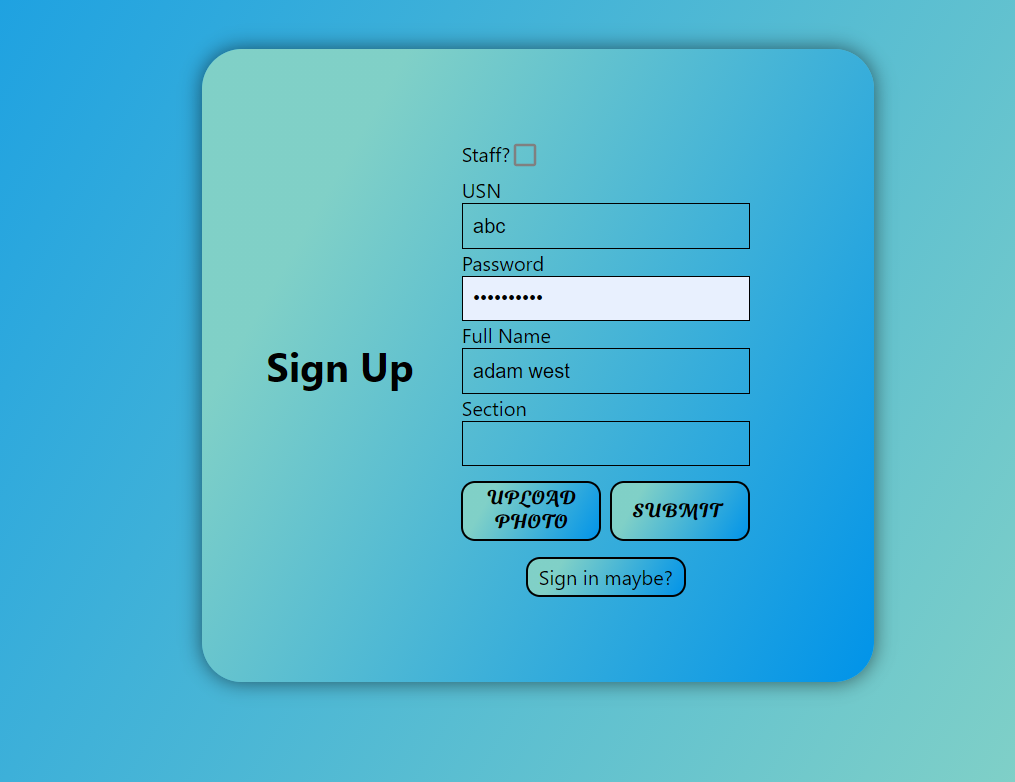 Staff?
USN
abc
Password
••••••••••
Full Name
Sign Up
adam west
Section
UPLOAD
PHOTO
SUBMIT
Sign in maybe?